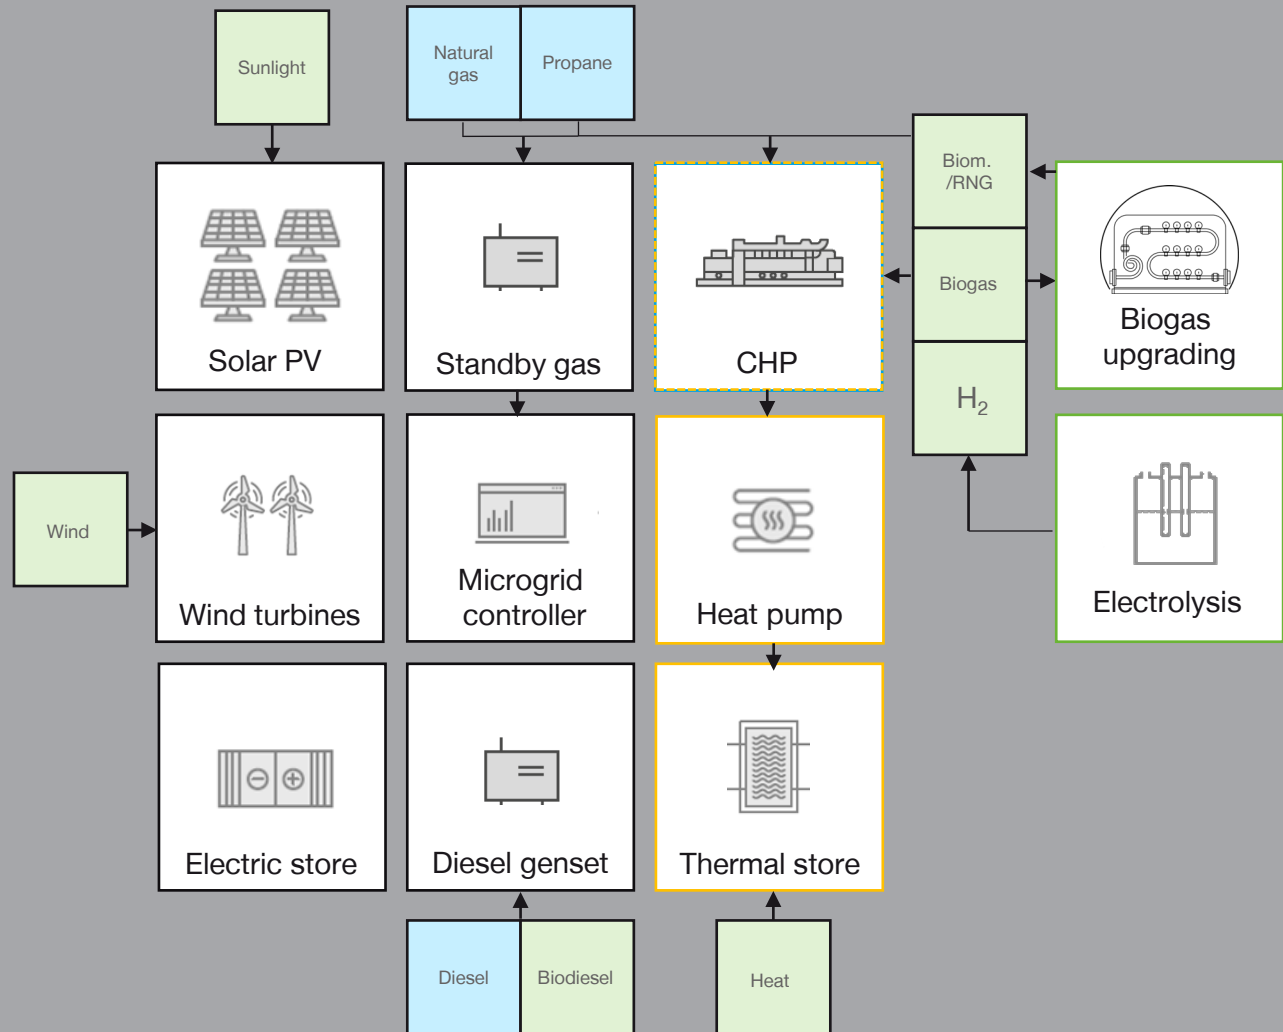 Sunlight
Natural
gas
Propane
Biom.
/RNG
Biogas
H₂
Solar PV
Standby gas
CHP
Biogas
upgrading
Wind
Wind turbines
Microgrid
controller
Heat pump
Electrolysis
Electric store
Diesel genset
Thermal store
Diesel
Biodiesel
Heat